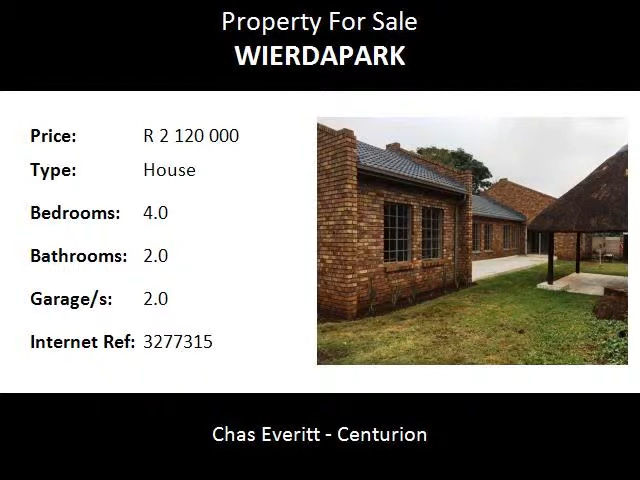 Property For Sale
WIERDAPARK
Price: R 2 120 000
Type: House
Bedrooms: 4.0
Bathrooms: 2.0
Garage/s: 2.0
Internet Ref: 3277315
Chas Everitt - Centurion